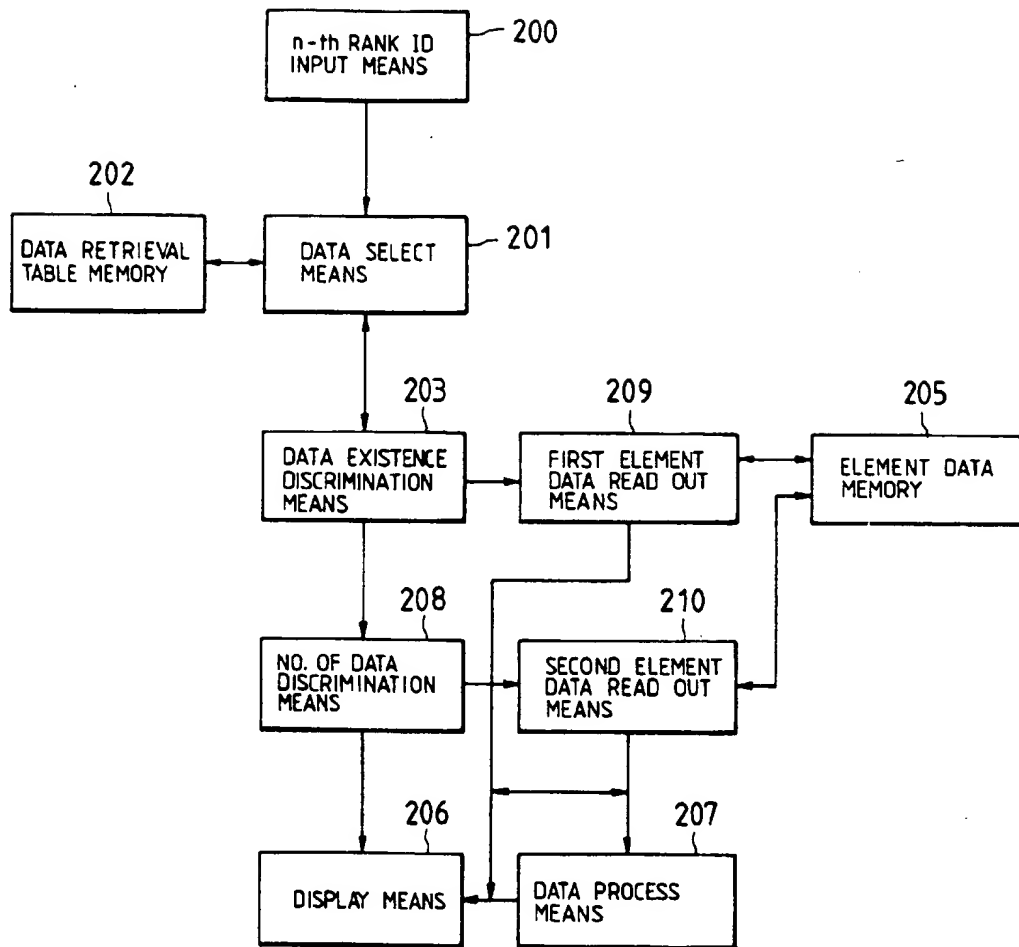 n-th RANK ID
INPUT MEANS
200
202
DATA RETRIEVAL
TABLE MEMORY
DATA SELECT
MEANS
201
203
209
205
DATA EXISTENCE
DISCRIMINATION
MEANS
FIRST ELEMENT
DATA READ OUT
MEANS
ELEMENT DATA
MEMORY
208
210
NO. OF DATA
DISCRIMINATION
MEANS
SECOND ELEMENT
DATA READ OUT
MEANS
206
207
DISPLAY MEANS
DATA PROCESS
MEANS